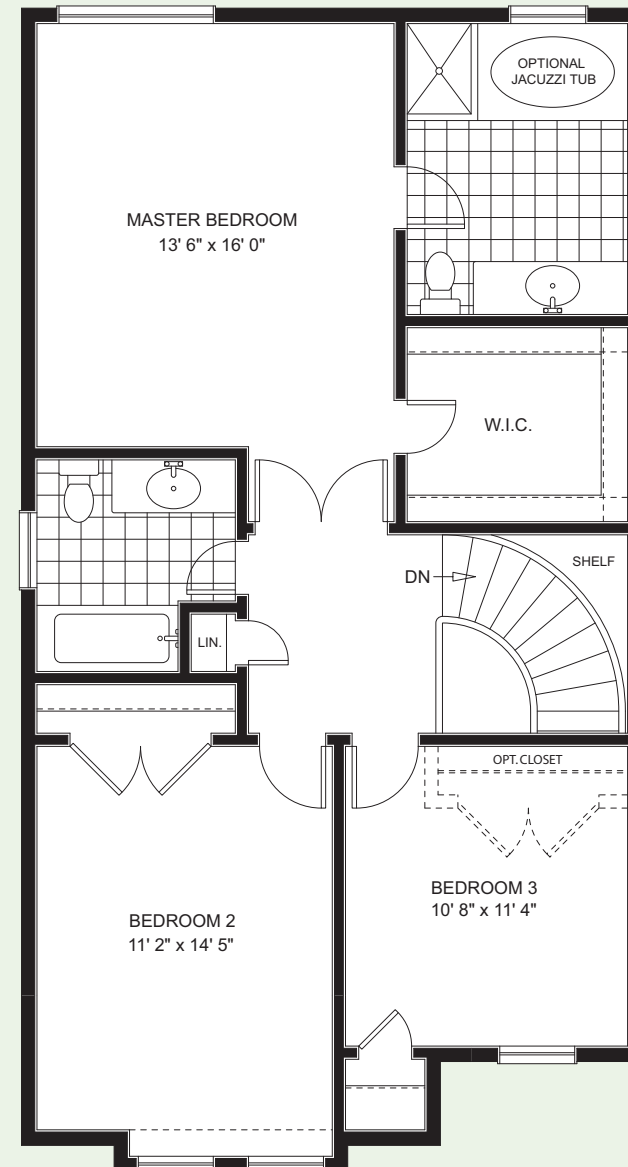 OPTIONAL
JACUZZI TUB
MASTER BEDROOM
13' 6" x 16' 0"
W.I.C.
SHELF
DN
LIN.
OPT. CLOSET
BEDROOM 3
10' 8" x 11' 4"
BEDROOM 2
11' 2" x 14' 5"